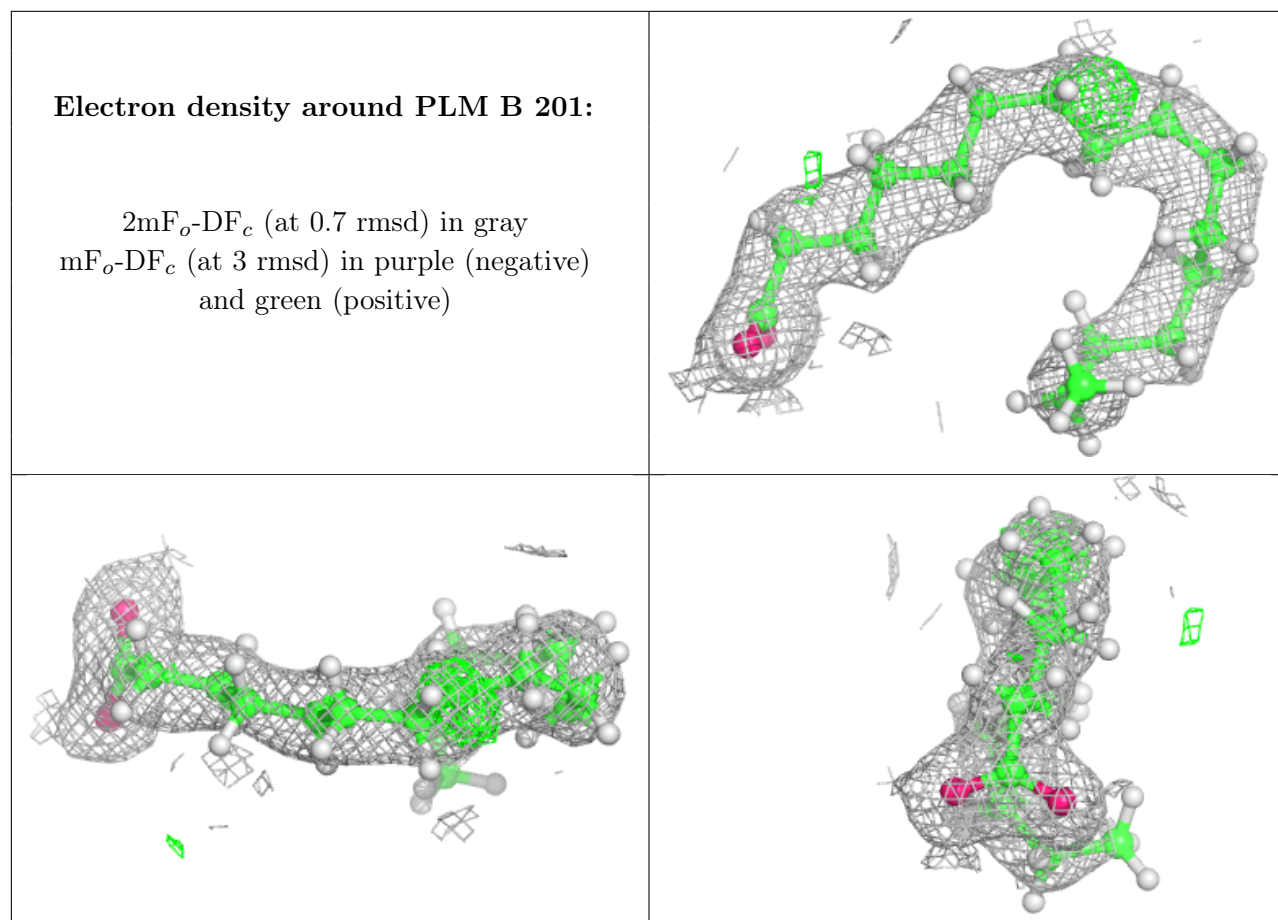 Electron density around PLM B 201:
2mFo-DFc (at 0.7 rmsd) in gray
mFo-DFc (at 3 rmsd) in purple (negative)
and green (positive)